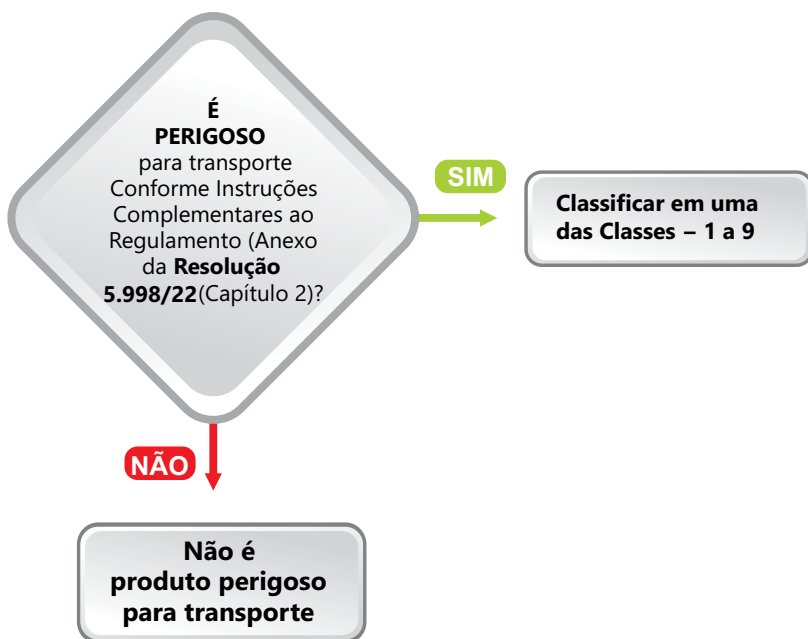 É
PERIGOSO
para transporte
Conforme Instruções
Complementares ao
Regulamento (Anexo
da Resolução
5.998/22(Capítulo 2)?
SIM
Classificar em uma
das Classes – 1 a 9
NÃO
Não é
produto perigoso
para transporte